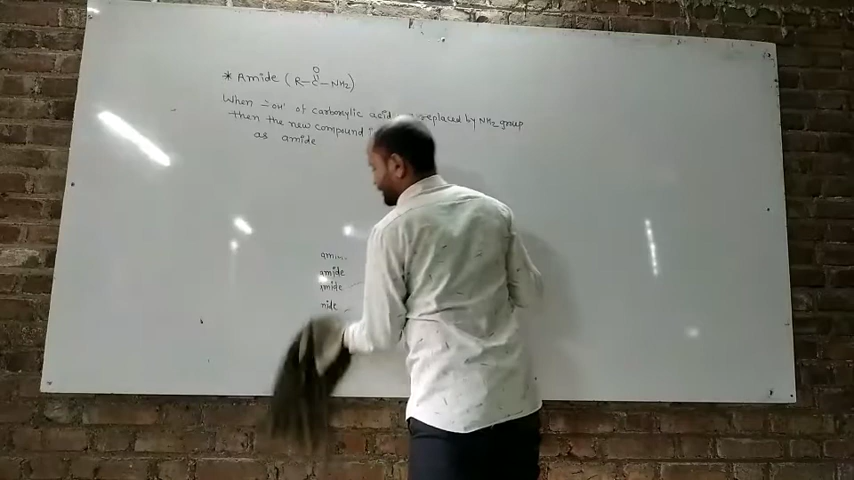 O
* Amide (R-C-NH2)
When -OH of carboxylic acid replaced by NH2 group
then the new compound
as amide
amin
amide
amide
nide